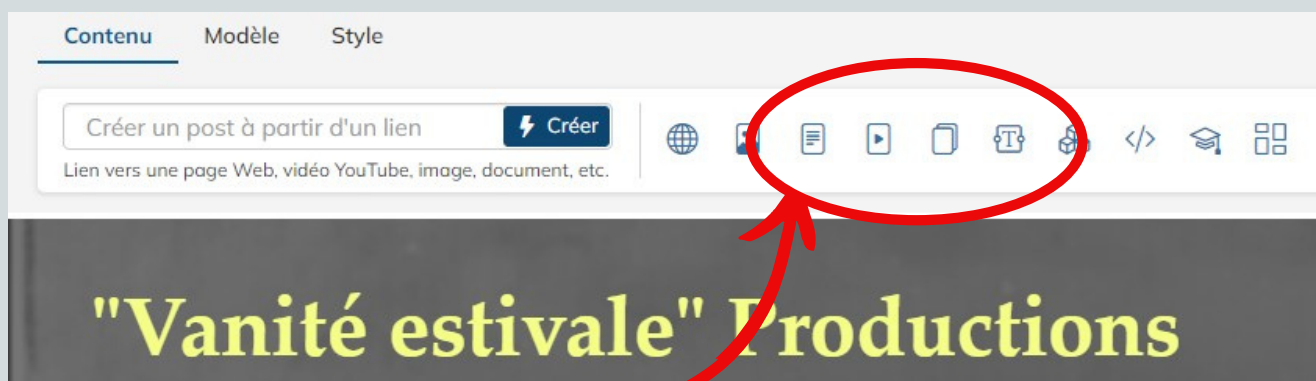 Contenu Modèle Style
Créer un post à partir d'un lien Créer
Lien vers une page Web, vidéo YouTube, image, document, etc.
"Vanité estivale" Productions